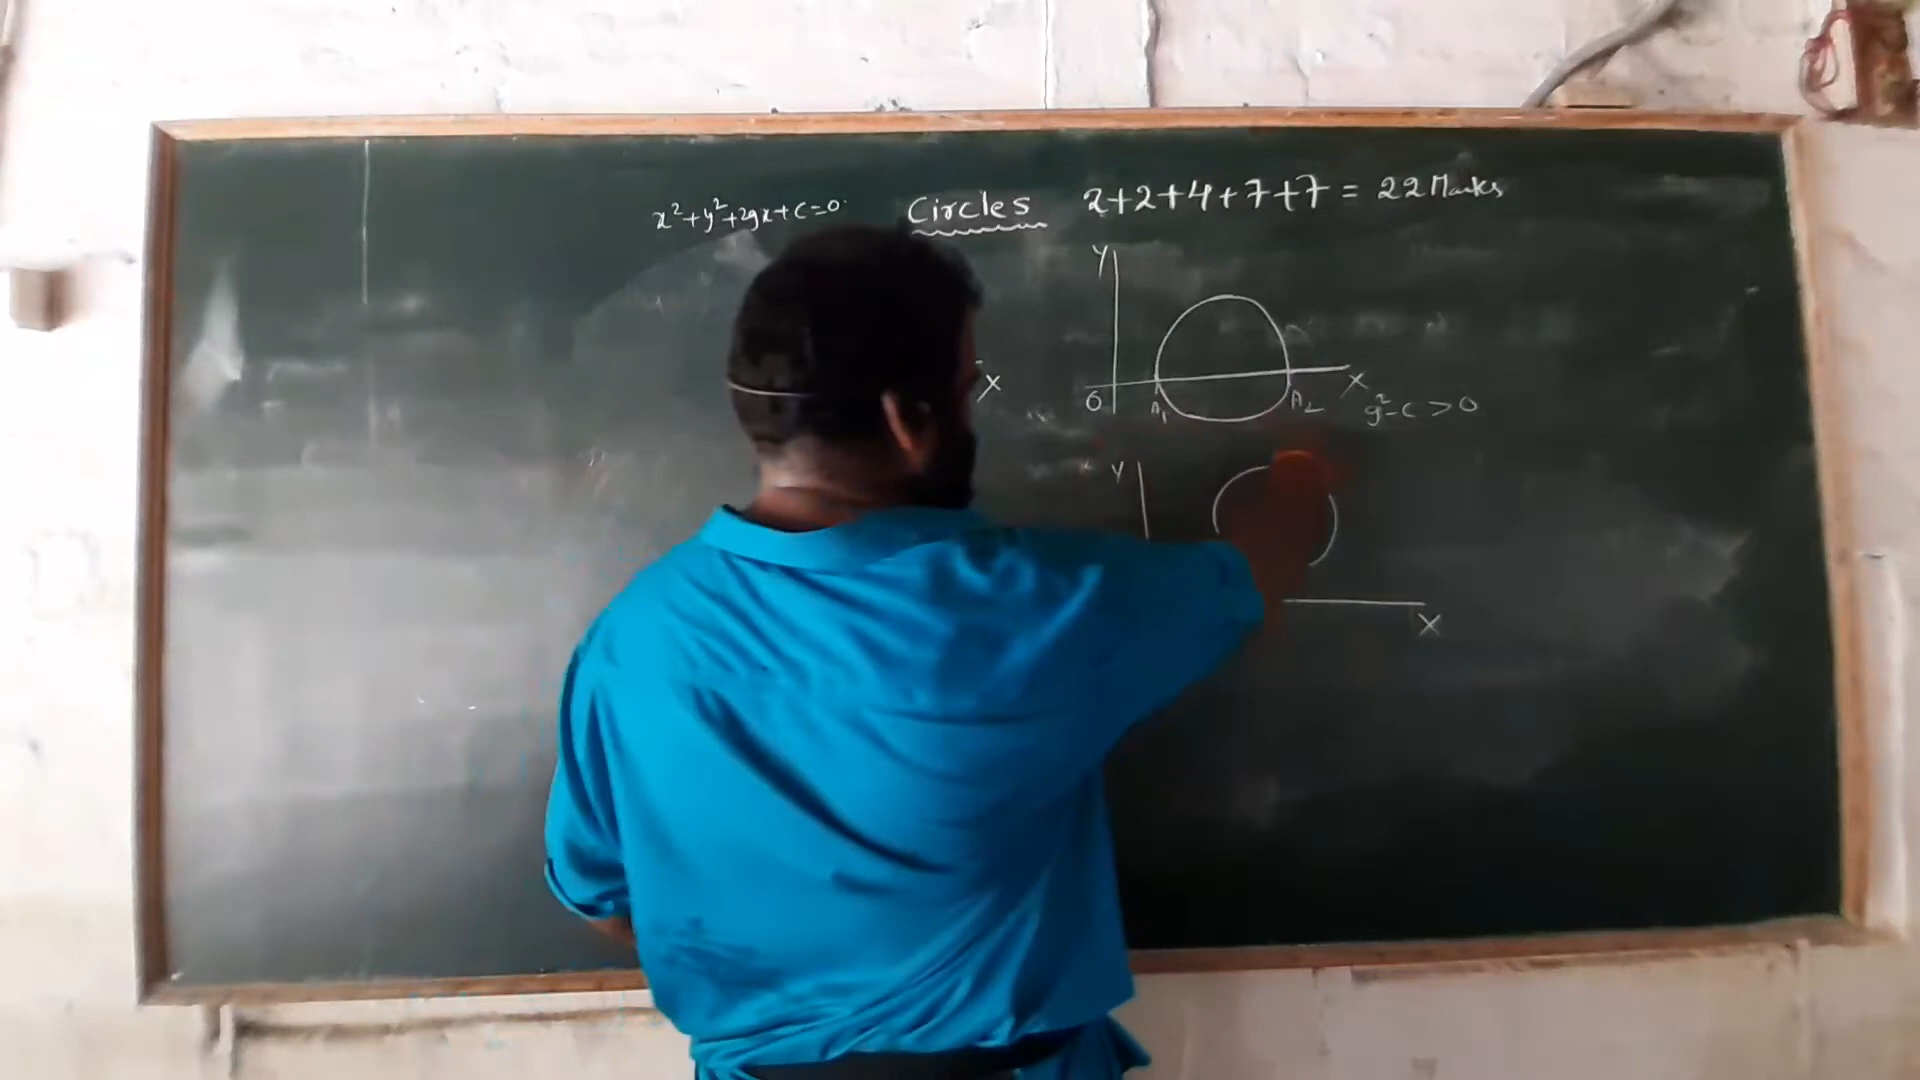 x²+y²+2gx+c=0.
Circles 2+2+4+7+7 = 22 Marks
Y
X
O A₁ A₂ X
g²-c>0
Y
X